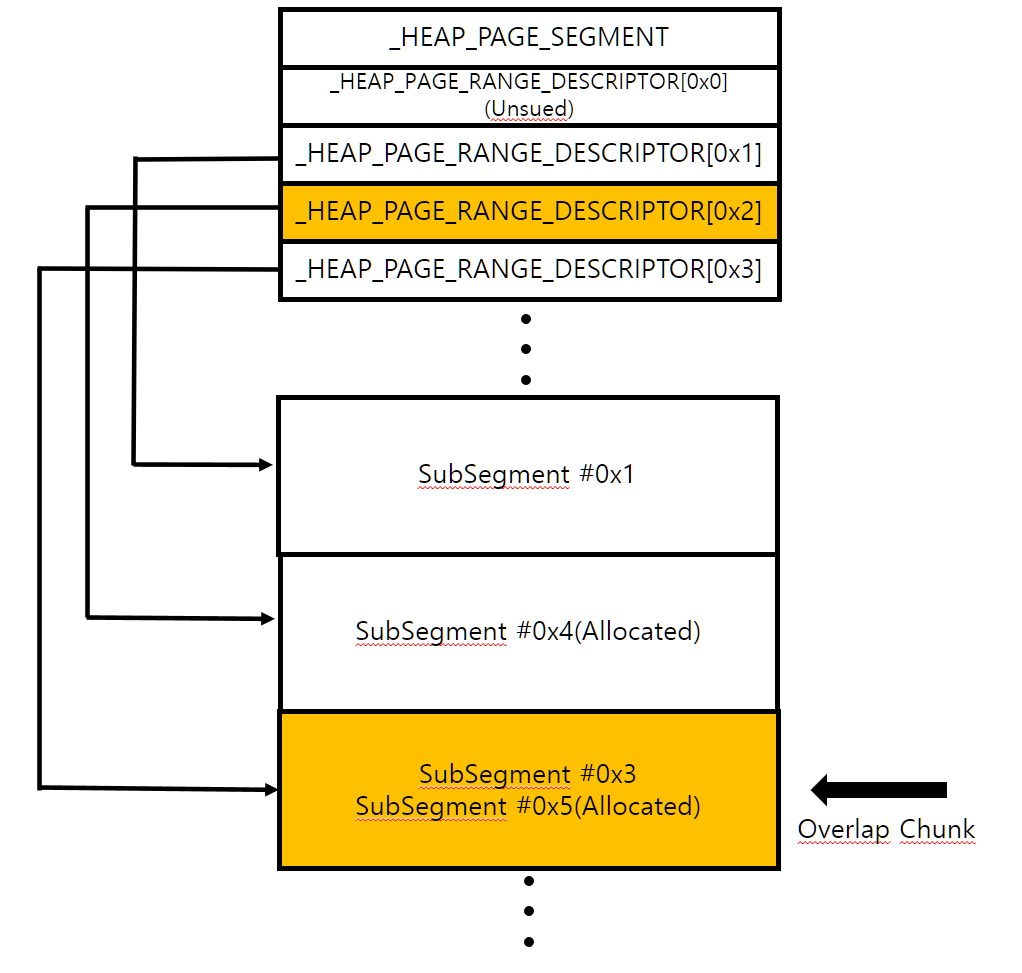 _HEAP_PAGE_SEGMENT
_HEAP_PAGE_RANGE_DESCRIPTOR[0x0]
(Unsued)
_HEAP_PAGE_RANGE_DESCRIPTOR[0x1]
_HEAP_PAGE_RANGE_DESCRIPTOR[0x2]
_HEAP_PAGE_RANGE_DESCRIPTOR[0x3]
SubSegment #0x1
SubSegment #0x4(Allocated)
SubSegment #0x3
SubSegment #0x5(Allocated)
Overlap Chunk